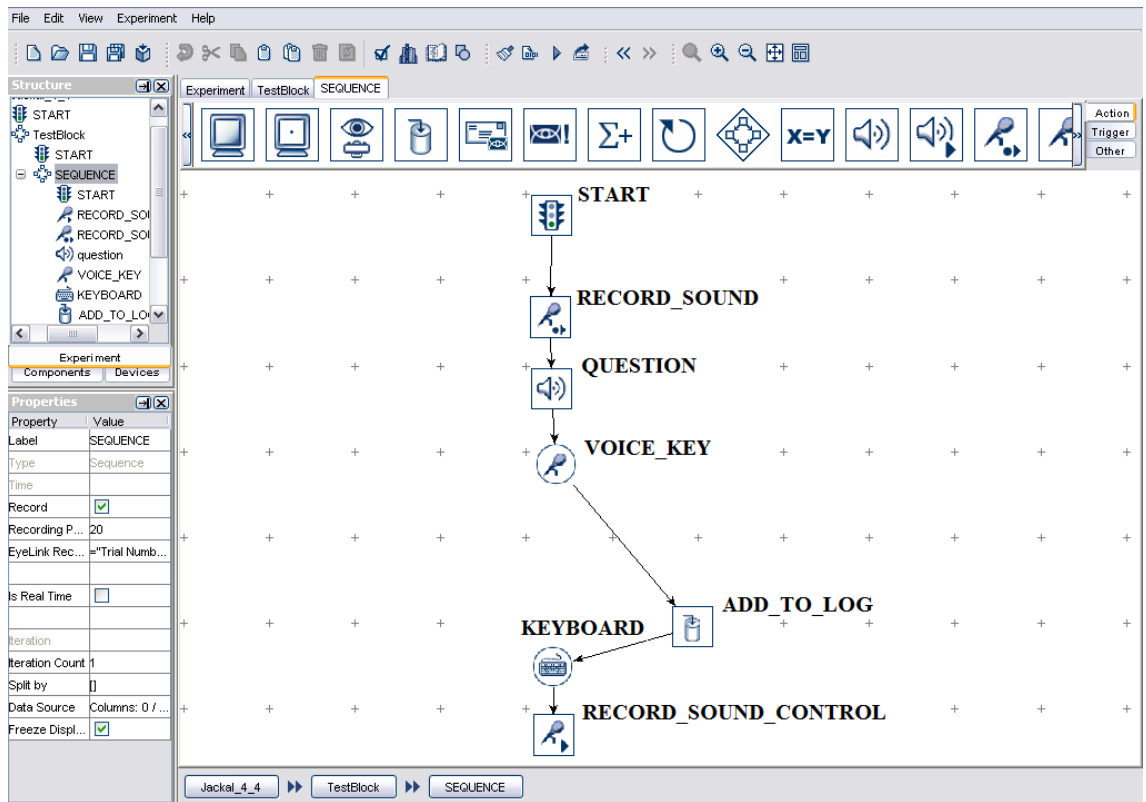 File Edit View Experiment Help
Structure
START
TestBlock
START
SEQUENCE
START
RECORD_SOU
RECORD_SOU
question
VOICE_KEY
KEYBOARD
ADD_TO_LO
Experiment
Components Devices
Properties
Property Value
Label SEQUENCE
Type Sequence
Time
Record
Recording P... 20
EyeLink Rec... ="Trial Numb...
Is Real Time
Iteration
Iteration Count 1
Split by []
Data Source Columns: 0 / ...
Freeze Displ...
Experiment TestBlock SEQUENCE
Σ+ X=Y
Action
Trigger
Other
START
RECORD_SOUND
QUESTION
VOICE_KEY
ADD_TO_LOG
KEYBOARD
RECORD_SOUND_CONTROL
Jackal_4_4 TestBlock SEQUENCE